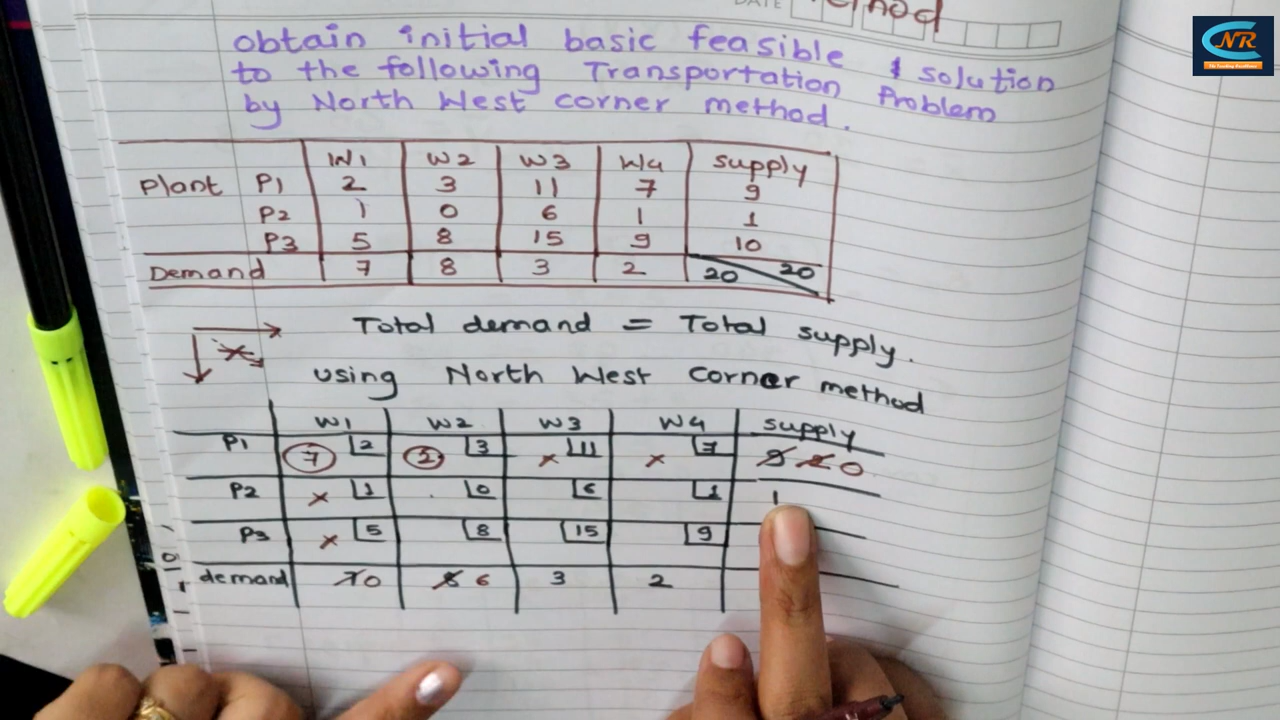 DATE
obtain initial basic feasible solution
to the following Transportation Problem
by North West corner method.
W1 W2 W3 W4 supply
Plant P1 2 3 11 7 9
P2 1 0 6 1 1
P3 5 8 15 9 10
Demand 7 8 3 2 20 20
Total demand = Total supply.
using North West Corner method
W1 W2 W3 W4 supply
P1 7 2 2 3 x 11 x 7 9 2 0
P2 x 1 0 6 1 1
P3 x 5 8 15 9
demand 7 0 8 6 3 2
NR